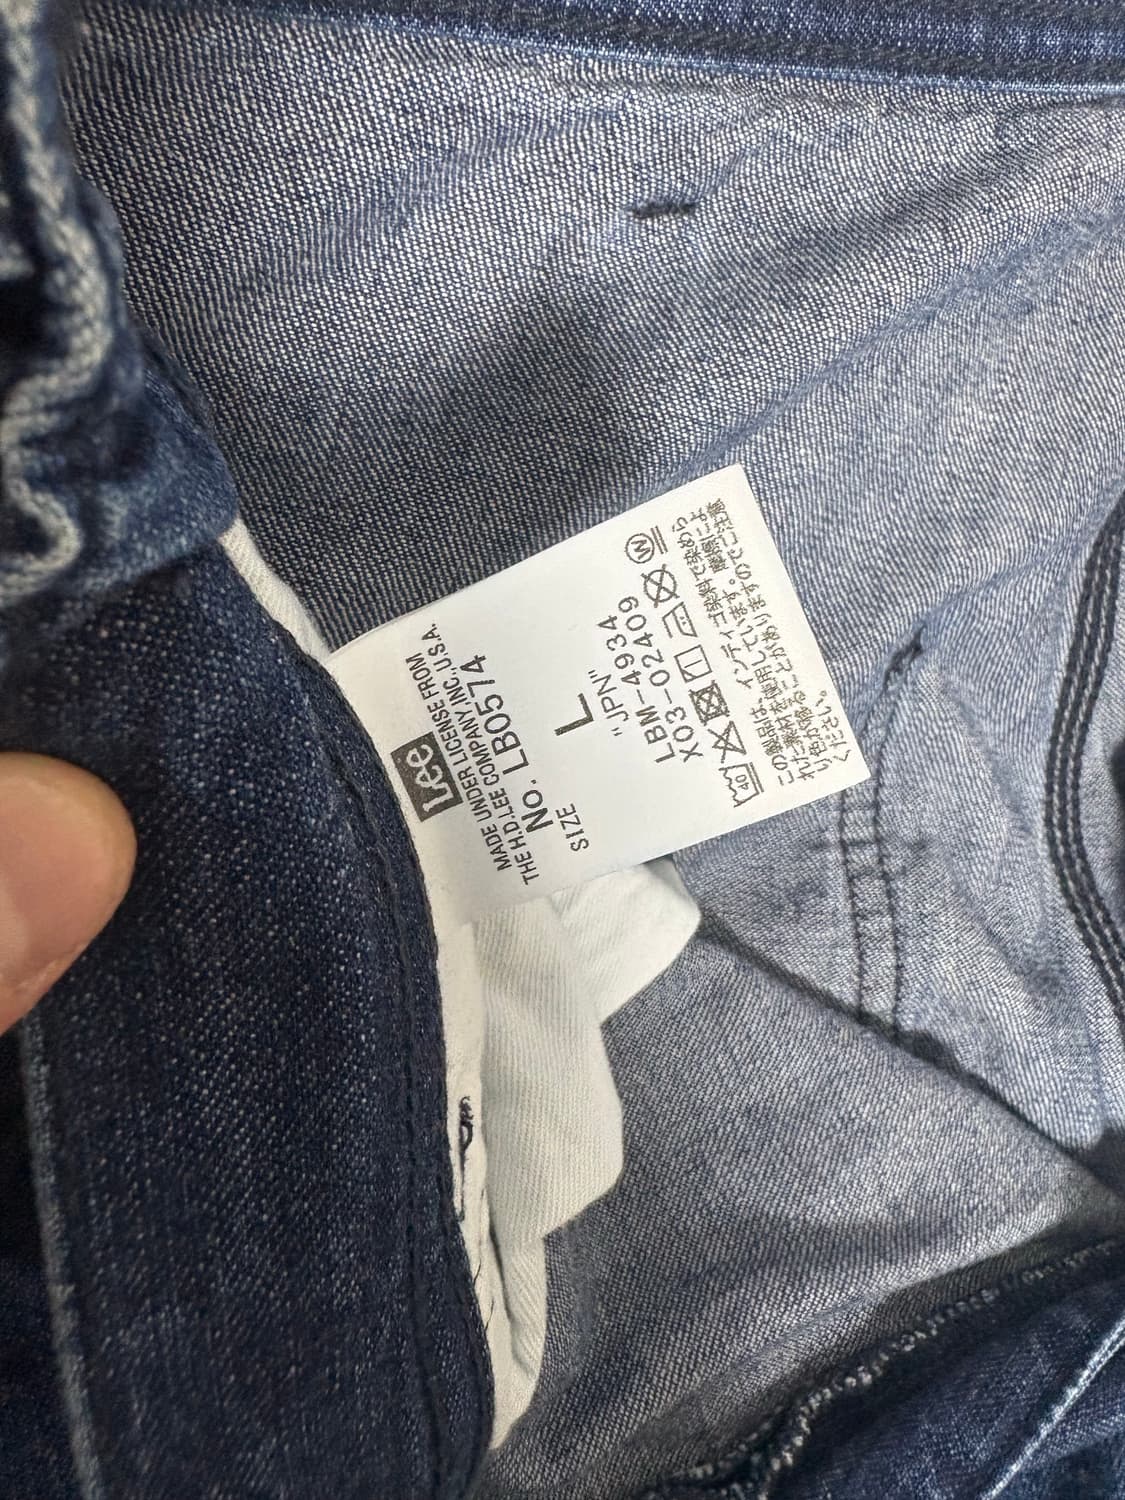 Lee
MADE UNDER LICENSE FROM
THE H.D.LEE COMPANY,INC.,U.S.A.
No. LB0574
SIZE
L
"JPN"
LBM-4934
X03-02409
40
W
この製品は、インディゴ染料で染めら
れた素材を使用しています。摩擦によ
り色が移ることがありますのでご注意
ください。